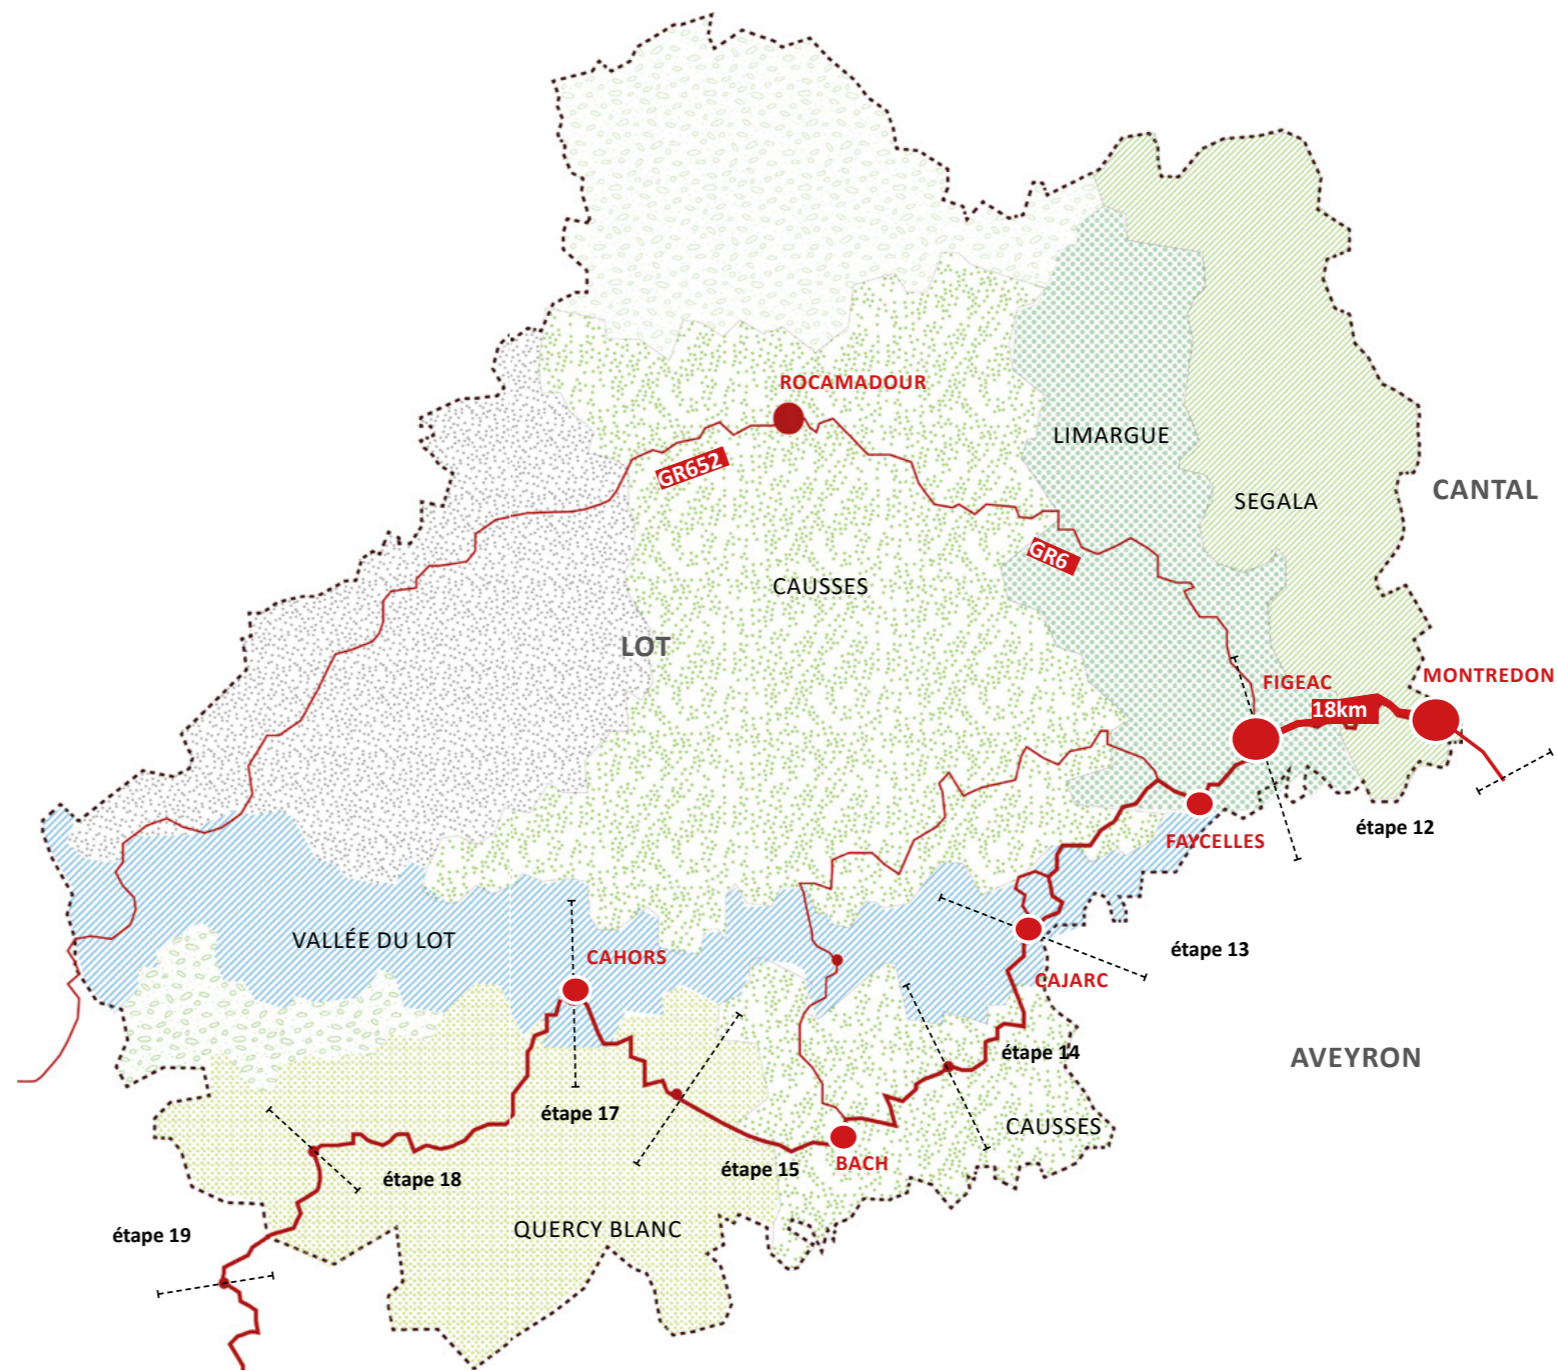 ROCAMADOUR
LIMARGUE
GR652
CANTAL
SEGALA
GR6
CAUSSES
LOT
MONTREDON
FIGEAC
18km
étape 12
FAYCELLES
VALLÉE DU LOT
étape 13
CAHORS
CAJARC
étape 14
AVEYRON
étape 17
CAUSSES
BACH
étape 15
étape 18
QUERCY BLANC
étape 19